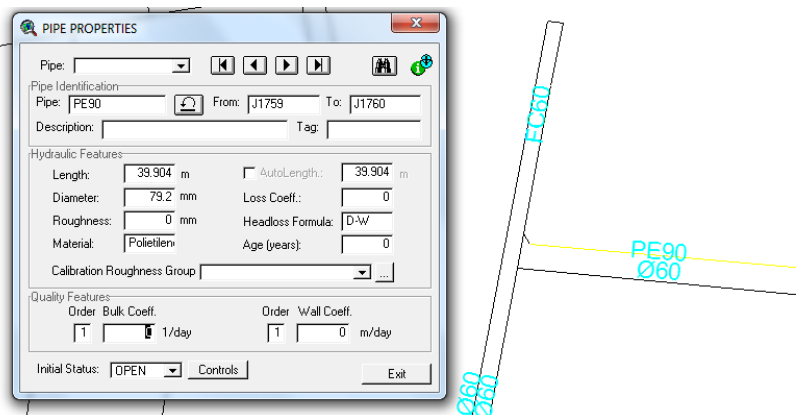 PIPE PROPERTIES
Pipe:
Pipe Identification
Pipe: PE90 From: J1759 To: J1760
Description: Tag:
Hydraulic Features
Length: 39.904 m AutoLength.: 39.904 m
Diameter: 79.2 mm Loss Coeff.: 0
Roughness: 0 mm Headloss Formula: D-W
Material: Polietilen Age (years): 0
Calibration Roughness Group ...
Quality Features
Order Bulk Coeff. Order Wall Coeff.
1 1/day 1 0 m/day
Initial Status: OPEN Controls Exit
FC60
PE90
Ø60
Ø60
Ø60